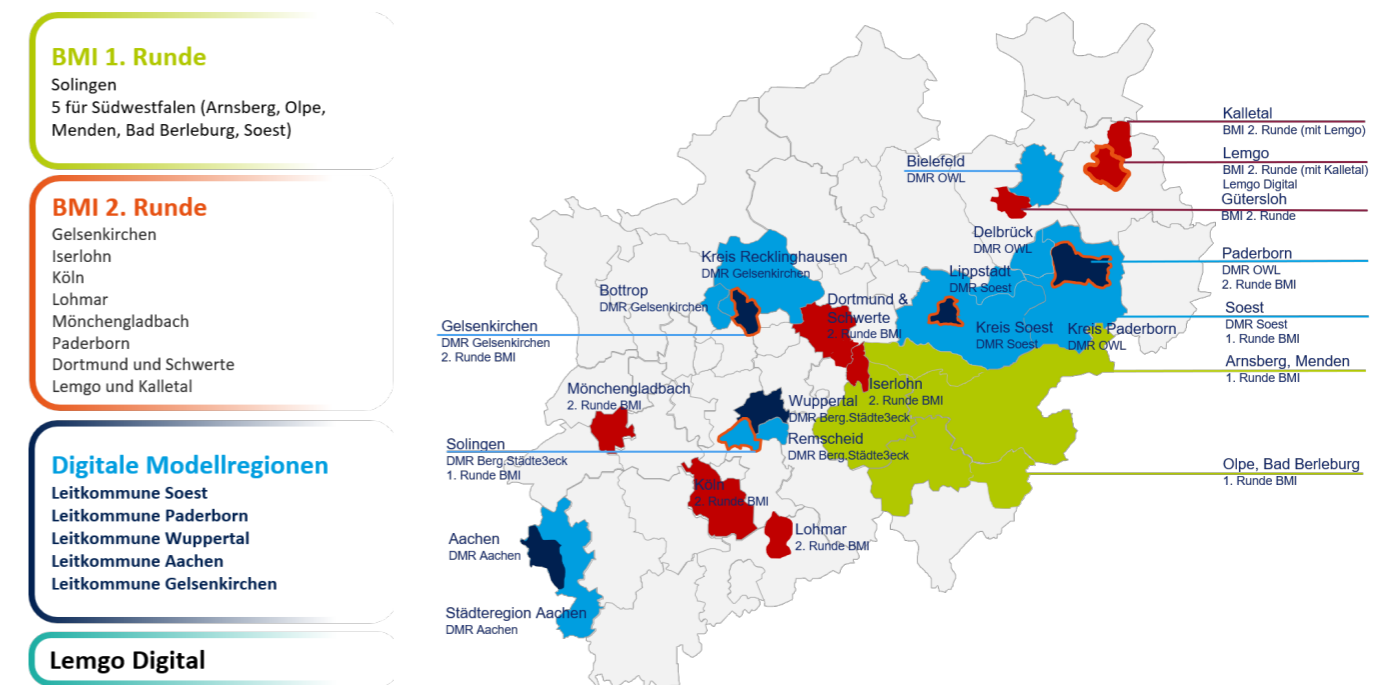 BMI 1. Runde
Solingen
5 für Südwestfalen (Arnsberg, Olpe,
Menden, Bad Berleburg, Soest)
BMI 2. Runde
Gelsenkirchen
Iserlohn
Köln
Lohmar
Mönchengladbach
Paderborn
Dortmund und Schwerte
Lemgo und Kalletal
Digitale Modellregionen
Leitkommune Soest
Leitkommune Paderborn
Leitkommune Wuppertal
Leitkommune Aachen
Leitkommune Gelsenkirchen
Lemgo Digital
Kalletal
BMI 2. Runde (mit Lemgo)
Lemgo
BMI 2. Runde (mit Kalletal)
Lemgo Digital
Gütersloh
BMI 2. Runde
Bielefeld
DMR OWL
Delbrück
DMR OWL
Paderborn
DMR OWL
2. Runde BMI
Kreis Recklinghausen
DMR Gelsenkirchen
Lippstadt
DMR Soest
Bottrop
DMR Gelsenkirchen
Dortmund &
Schwerte
2. Runde BMI
Soest
DMR Soest
1. Runde BMI
Gelsenkirchen
DMR Gelsenkirchen
2. Runde BMI
Kreis Soest
DMR Soest
Kreis Paderborn
DMR OWL
Arnsberg, Menden
1. Runde BMI
Mönchengladbach
2. Runde BMI
Iserlohn
2. Runde BMI
Wuppertal
DMR Berg.Städte3eck
Remscheid
DMR Berg.Städte3eck
Solingen
DMR Berg.Städte3eck
1. Runde BMI
Olpe, Bad Berleburg
1. Runde BMI
Köln
2. Runde BMI
Lohmar
2. Runde BMI
Aachen
DMR Aachen
Städteregion Aachen
DMR Aachen